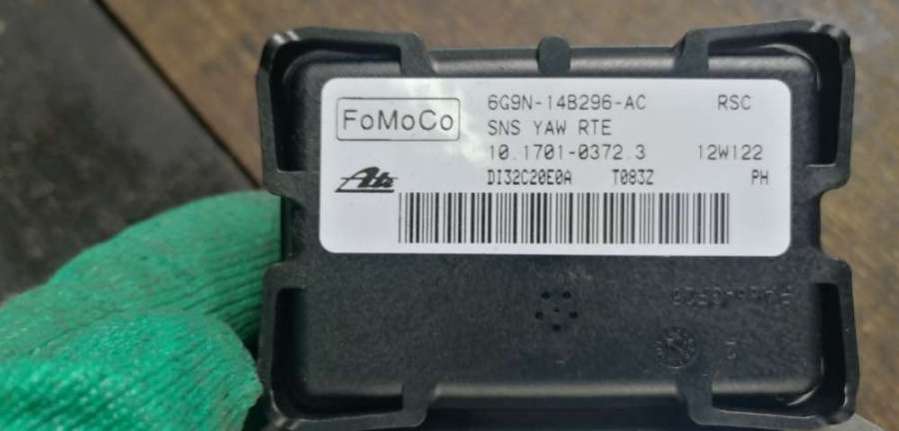 FoMoCo
6G9N-14B296-AC RSC
SNS YAW RTE
10.1701-0372.3 12W122
Ate DI32C20E0A T083Z PH